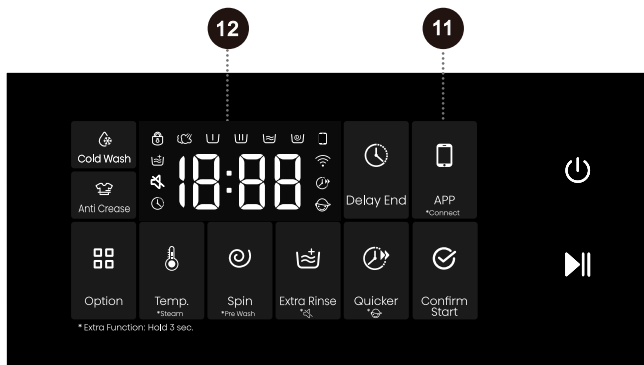 12
11
Cold Wash
18:88
Delay End
APP
*Connect
Anti Crease
Option
Temp.
*Steam
Spin
*Pre Wash
Extra Rinse
*
Quicker
*
Confirm
Start
* Extra Function: Hold 3 sec.